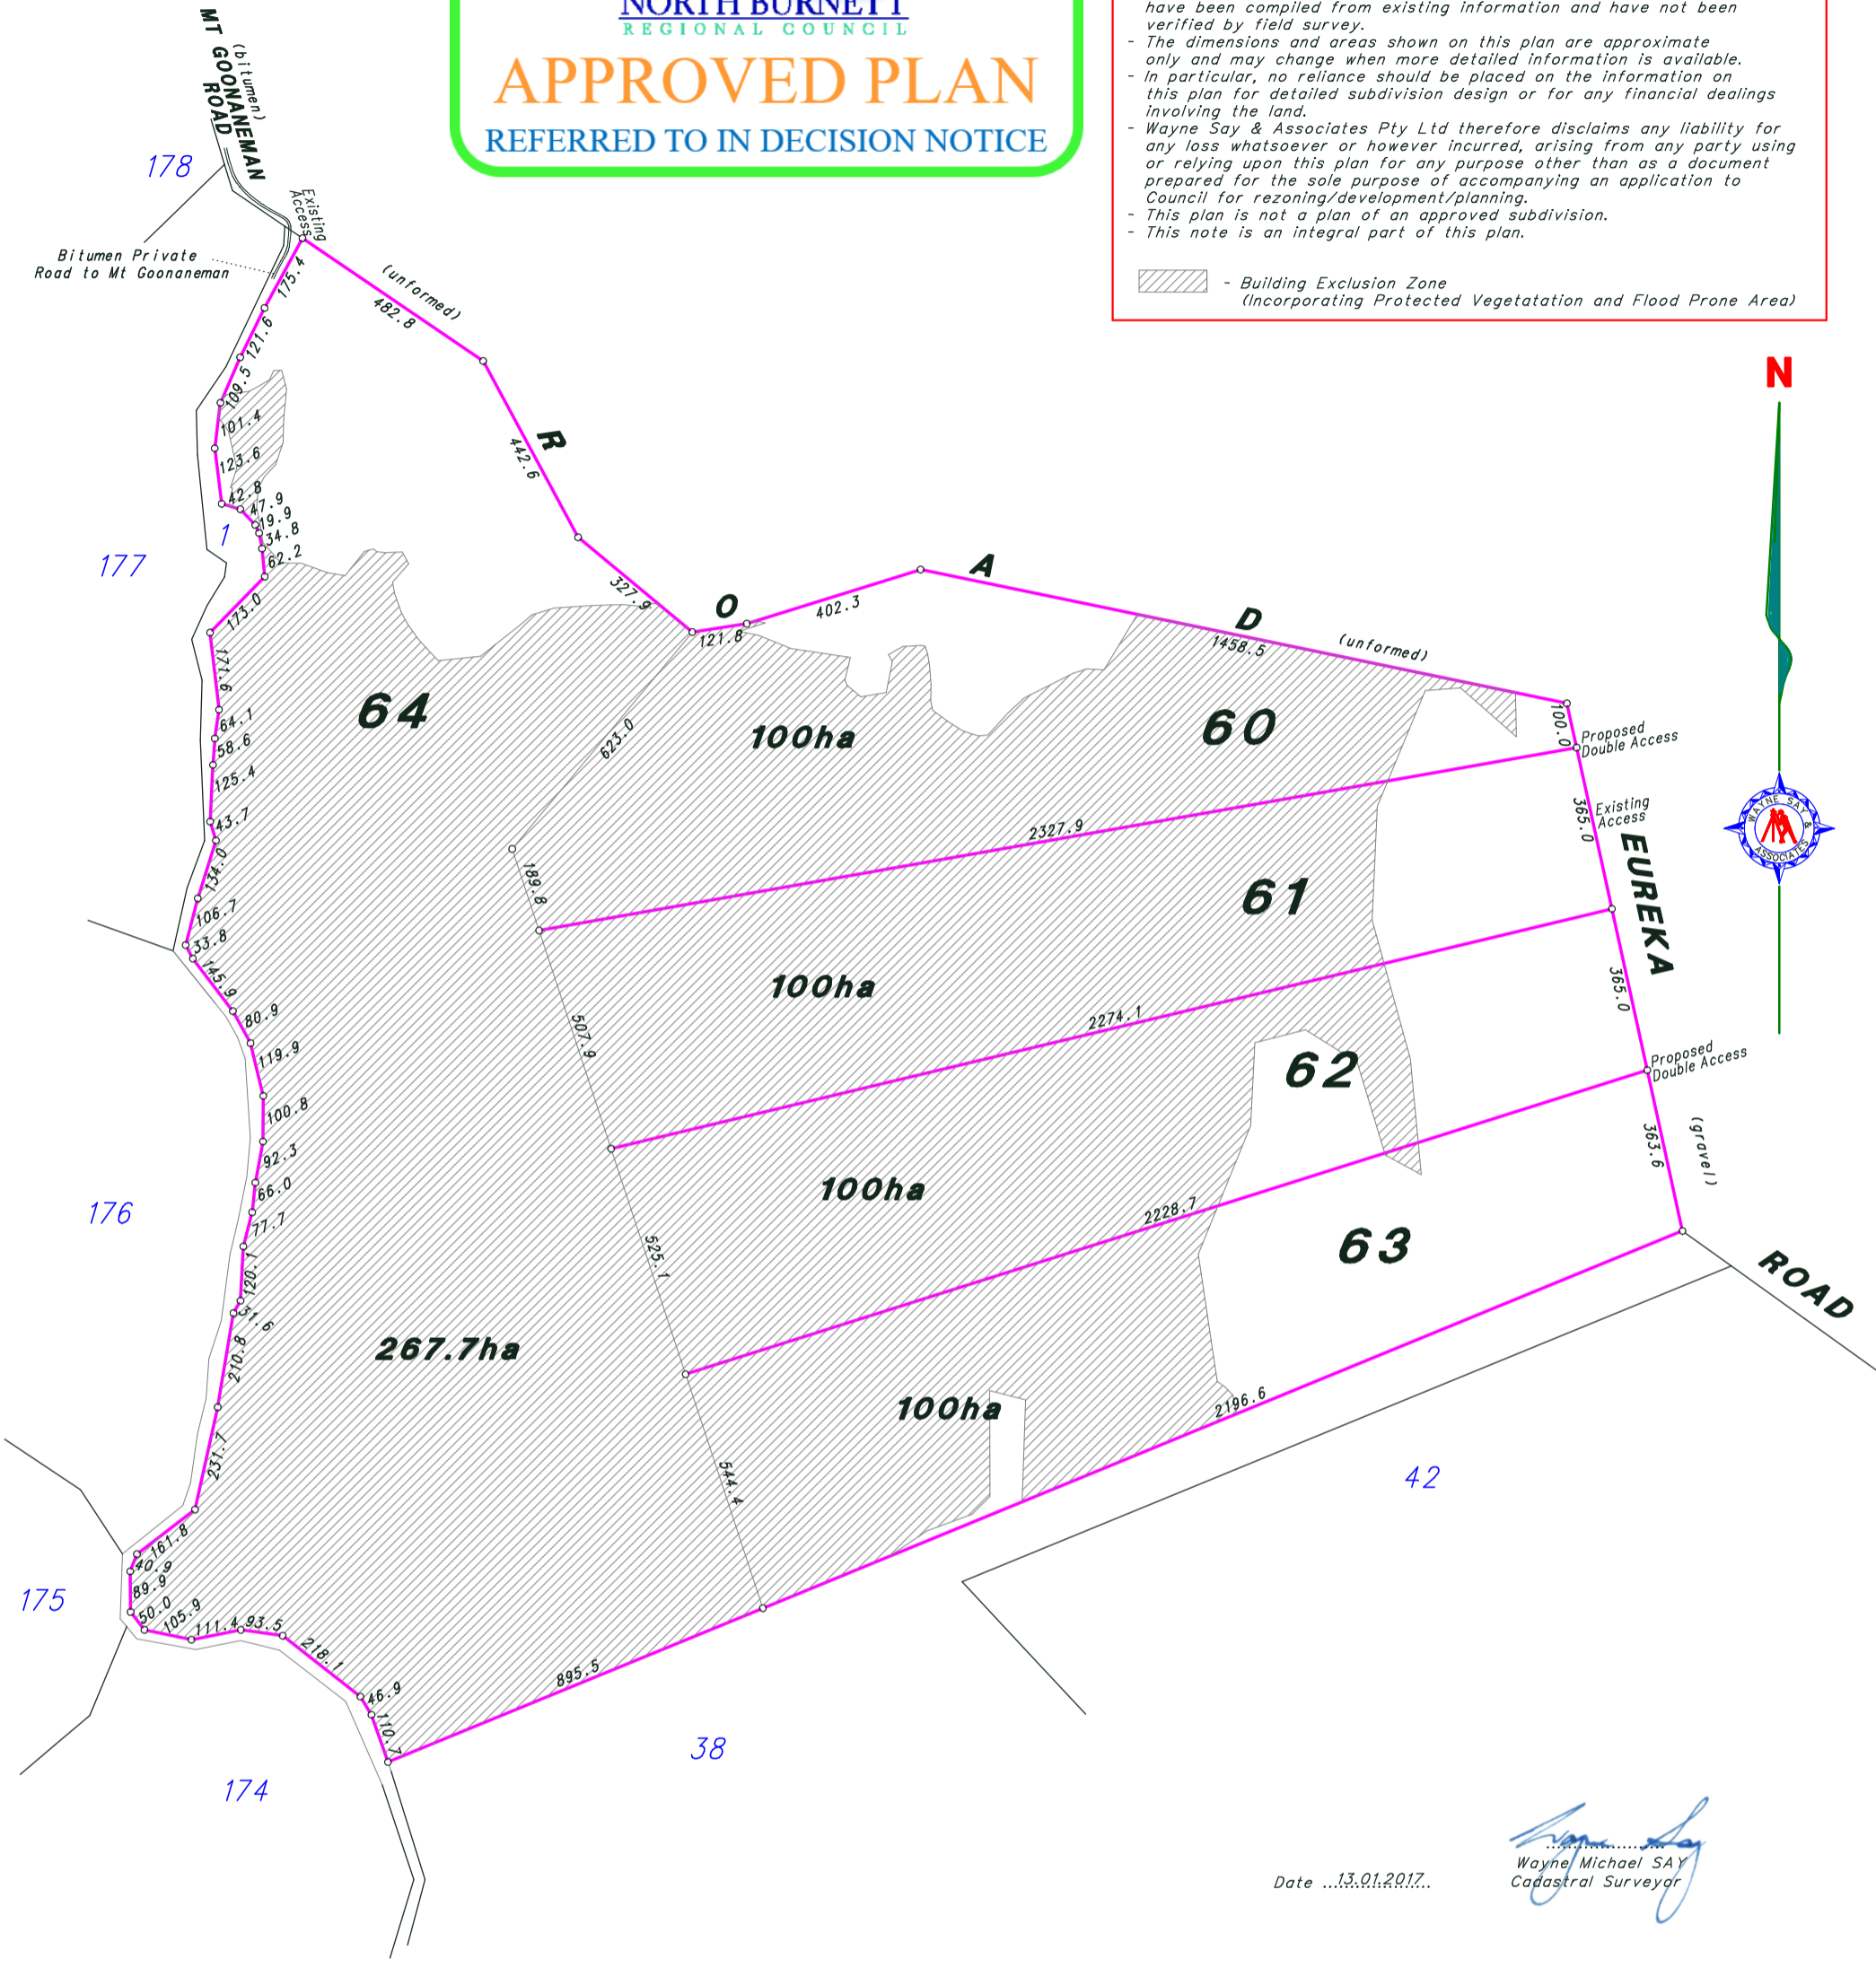 NORTH BURNETT
REGIONAL COUNCIL
APPROVED PLAN
REFERRED TO IN DECISION NOTICE
have been compiled from existing information and have not been
verified by field survey.
- The dimensions and areas shown on this plan are approximate
only and may change when more detailed information is available.
- In particular, no reliance should be placed on the information on
this plan for detailed subdivision design or for any financial dealings
involving the land.
- Wayne Say & Associates Pty Ltd therefore disclaims any liability for
any loss whatsoever or however incurred, arising from any party using
or relying upon this plan for any purpose other than as a document
prepared for the sole purpose of accompanying an application to
Council for rezoning/development/planning.
- This plan is not a plan of an approved subdivision.
- This note is an integral part of this plan.
- Building Exclusion Zone
(Incorporating Protected Vegetatation and Flood Prone Area)
MT GOONANEMAN
ROAD
(bitumen)
178
Existing
Access
Bitumen Private
Road to Mt Goonaneman
175.4
(unformed)
482.8
121.6
109.5
101.4
123.6
42.8
47.9
19.9
34.8
62.2
1
177
173.0
171.6
64.1
58.6
125.4
43.7
134.0
106.7
33.8
145.9
80.9
119.9
100.8
92.3
66.0
77.7
120.1
31.6
210.8
231.7
161.8
40.9
89.9
50.0
105.9
111.4
93.5
218.1
46.9
110.7
R
442.6
327.9
O
121.8
402.3
A
D
1458.5
(unformed)
N
64
623.0
100ha
60
100.0
Proposed
Double Access
189.8
2327.9
365.0
Existing
Access
WAYNE SAY &
ASSOCIATES
EUREKA
61
100ha
507.9
2274.1
365.0
62
Proposed
Double Access
100ha
525.1
2228.7
363.6
(gravel)
63
ROAD
176
267.7ha
100ha
2196.6
544.4
42
175
895.5
38
174
Date ...13.01.2017...
Wayne Say
Wayne Michael SAY
Cadastral Surveyor